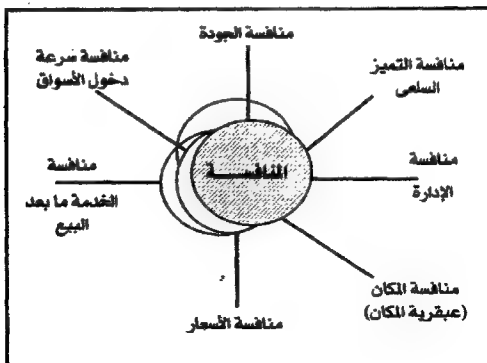 منافسة الجودة
منافسة سرعة
دخول الأسواق
منافسة التميز
السلعى
المنافســـة
منافسة
الخدمة ما بعد
البيع
منافسة
الإدارة
منافسة المكان
(عبقرية المكان)
منافسة الأسعار